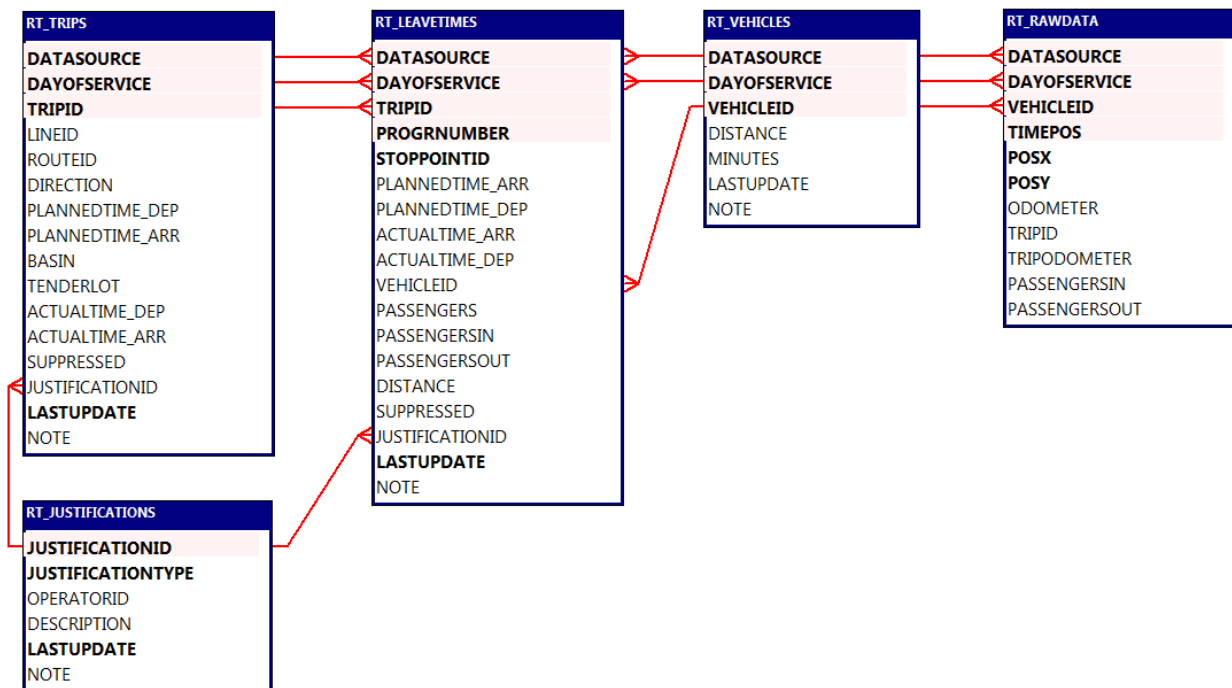 RT_TRIPS
DATASOURCE
DAYOFSERVICE
TRIPID
LINEID
ROUTEID
DIRECTION
PLANNEDTIME_DEP
PLANNEDTIME_ARR
BASIN
TENDERLOT
ACTUALTIME_DEP
ACTUALTIME_ARR
SUPPRESSED
JUSTIFICATIONID
LASTUPDATE
NOTE
RT_LEAVETIMES
DATASOURCE
DAYOFSERVICE
TRIPID
PROGRNUMBER
STOPPOINTID
PLANNEDTIME_ARR
PLANNEDTIME_DEP
ACTUALTIME_ARR
ACTUALTIME_DEP
VEHICLEID
PASSENGERS
PASSENGERSIN
PASSENGERSOUT
DISTANCE
SUPPRESSED
JUSTIFICATIONID
LASTUPDATE
NOTE
RT_VEHICLES
DATASOURCE
DAYOFSERVICE
VEHICLEID
DISTANCE
MINUTES
LASTUPDATE
NOTE
RT_RAWDATA
DATASOURCE
DAYOFSERVICE
VEHICLEID
TIMEPOS
POSX
POSY
ODOMETER
TRIPID
TRIPODOMETER
PASSENGERSIN
PASSENGERSOUT
RT_JUSTIFICATIONS
JUSTIFICATIONID
JUSTIFICATIONTYPE
OPERATORID
DESCRIPTION
LASTUPDATE
NOTE